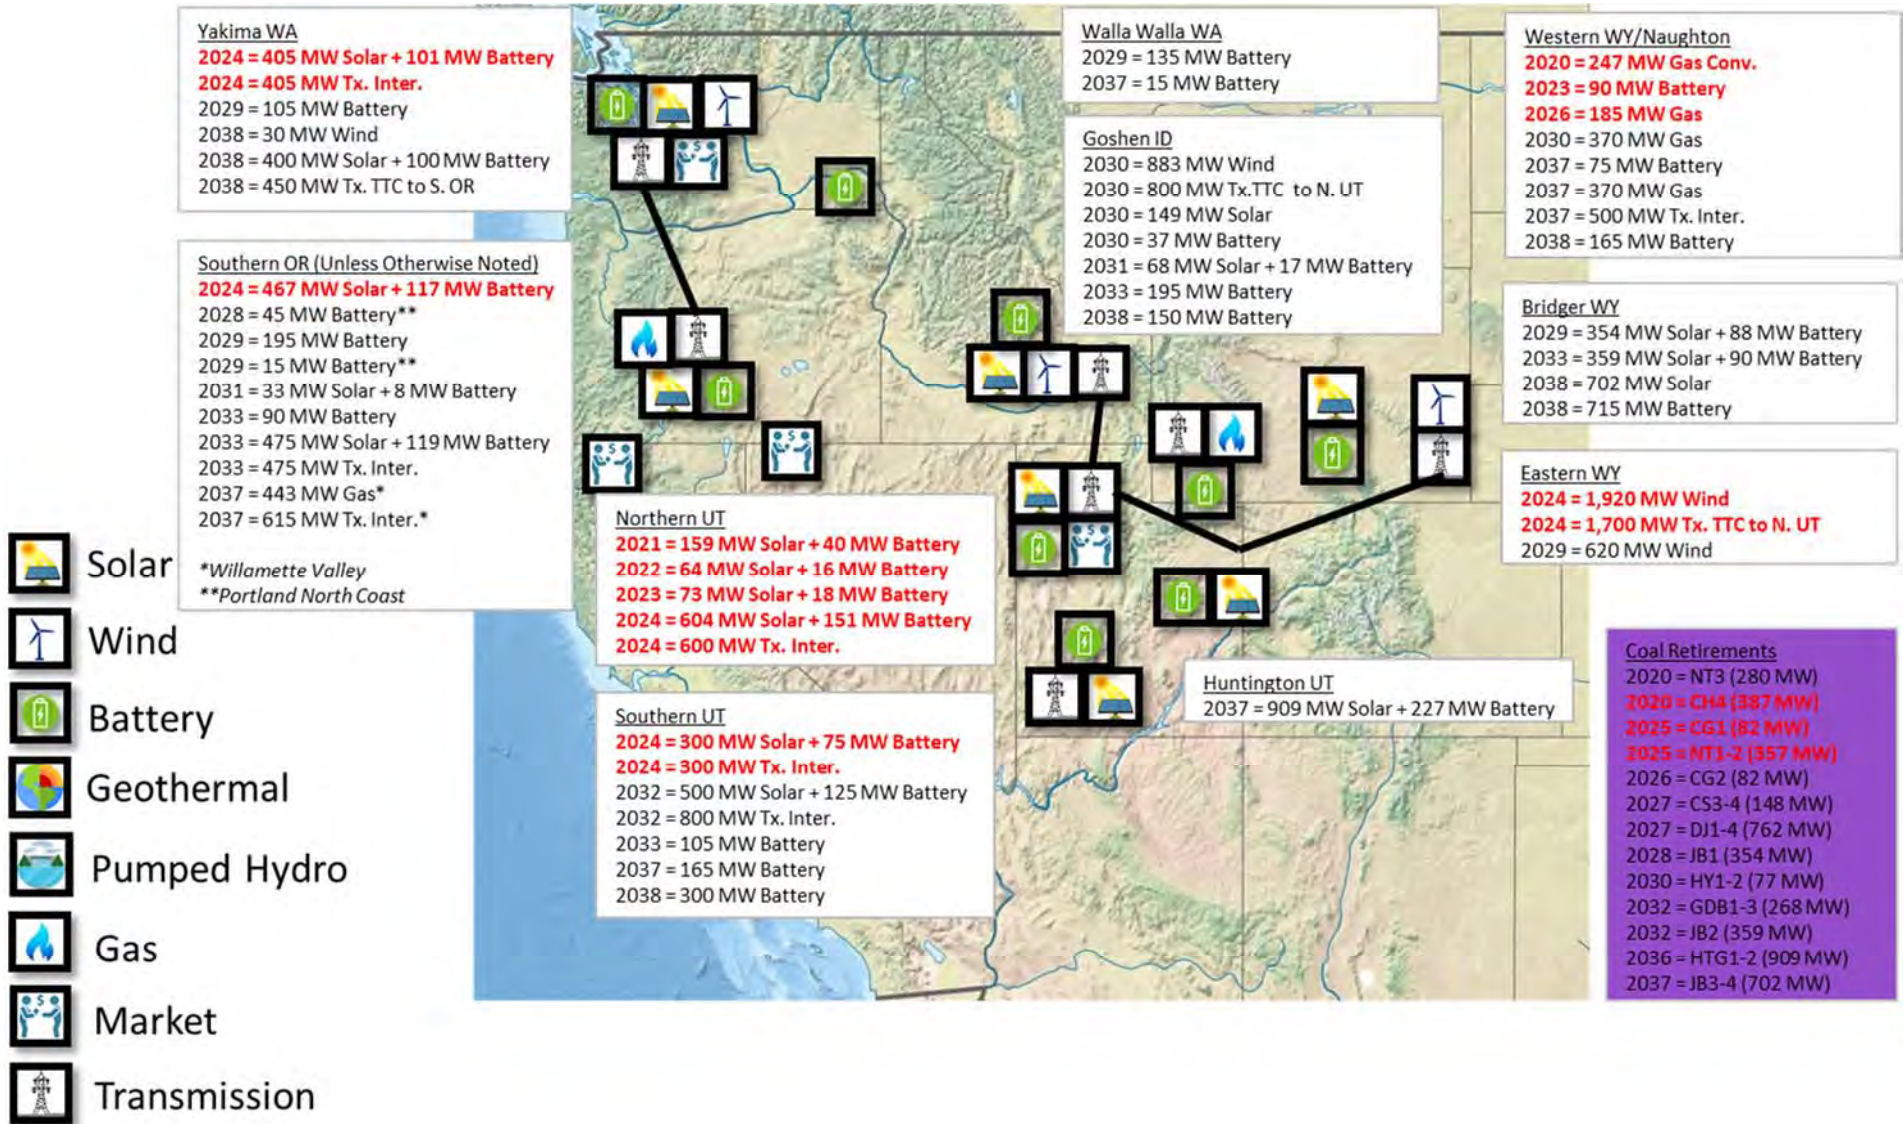 Yakima WA
2024 = 405 MW Solar + 101 MW Battery
2024 = 405 MW Tx. Inter.
2029 = 105 MW Battery
2038 = 30 MW Wind
2038 = 400 MW Solar + 100 MW Battery
2038 = 450 MW Tx. TTC to S. OR
Southern OR (Unless Otherwise Noted)
2024 = 467 MW Solar + 117 MW Battery
2028 = 45 MW Battery**
2029 = 195 MW Battery
2029 = 15 MW Battery**
2031 = 33 MW Solar + 8 MW Battery
2033 = 90 MW Battery
2033 = 475 MW Solar + 119 MW Battery
2033 = 475 MW Tx. Inter.
2037 = 443 MW Gas*
2037 = 615 MW Tx. Inter.*
*Willamette Valley
**Portland North Coast
Walla Walla WA
2029 = 135 MW Battery
2037 = 15 MW Battery
Goshen ID
2030 = 883 MW Wind
2030 = 800 MW Tx.TTC to N. UT
2030 = 149 MW Solar
2030 = 37 MW Battery
2031 = 68 MW Solar + 17 MW Battery
2033 = 195 MW Battery
2038 = 150 MW Battery
Western WY/Naughton
2020 = 247 MW Gas Conv.
2023 = 90 MW Battery
2026 = 185 MW Gas
2030 = 370 MW Gas
2037 = 75 MW Battery
2037 = 370 MW Gas
2037 = 500 MW Tx. Inter.
2038 = 165 MW Battery
Bridger WY
2029 = 354 MW Solar + 88 MW Battery
2033 = 359 MW Solar + 90 MW Battery
2038 = 702 MW Solar
2038 = 715 MW Battery
Eastern WY
2024 = 1,920 MW Wind
2024 = 1,700 MW Tx. TTC to N. UT
2029 = 620 MW Wind
Northern UT
2021 = 159 MW Solar + 40 MW Battery
2022 = 64 MW Solar + 16 MW Battery
2023 = 73 MW Solar + 18 MW Battery
2024 = 604 MW Solar + 151 MW Battery
2024 = 600 MW Tx. Inter.
Southern UT
2024 = 300 MW Solar + 75 MW Battery
2024 = 300 MW Tx. Inter.
2032 = 500 MW Solar + 125 MW Battery
2032 = 800 MW Tx. Inter.
2033 = 105 MW Battery
2037 = 165 MW Battery
2038 = 300 MW Battery
Huntington UT
2037 = 909 MW Solar + 227 MW Battery
Coal Retirements
2020 = NT3 (280 MW)
2020 = CH4 (387 MW)
2025 = CG1 (82 MW)
2025 = NT1-2 (357 MW)
2026 = CG2 (82 MW)
2027 = CS3-4 (148 MW)
2027 = DJ1-4 (762 MW)
2028 = JB1 (354 MW)
2030 = HY1-2 (77 MW)
2032 = GDB1-3 (268 MW)
2032 = JB2 (359 MW)
2036 = HTG1-2 (909 MW)
2037 = JB3-4 (702 MW)
Solar
Wind
Battery
Geothermal
Pumped Hydro
Gas
Market
Transmission